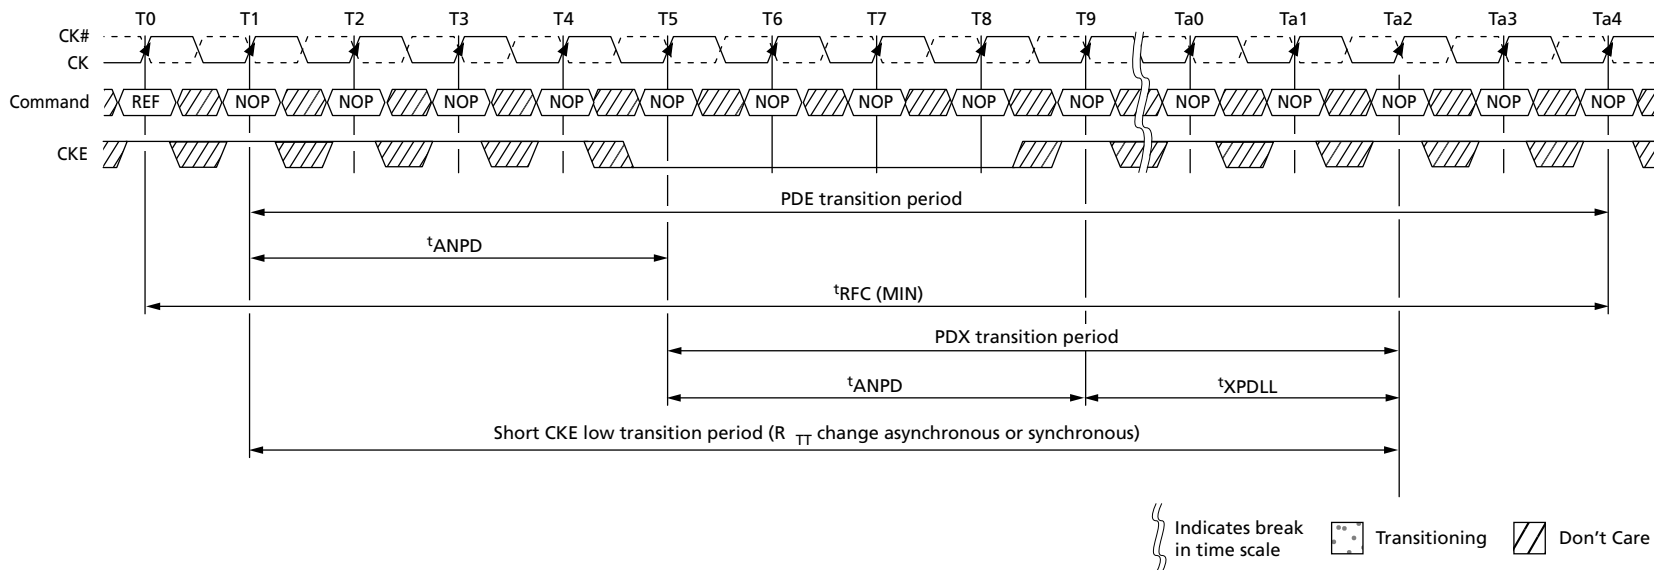 T0 T1 T2 T3 T4 T5 T6 T7 T8 T9 Ta0 Ta1 Ta2 Ta3 Ta4
CK#
CK
Command REF NOP NOP NOP NOP NOP NOP NOP NOP NOP NOP NOP NOP NOP NOP
CKE
PDE transition period
tANPD
tRFC (MIN)
PDX transition period
tANPD tXPDLL
Short CKE low transition period (R TT change asynchronous or synchronous)
Indicates break
in time scale
Transitioning
Don't Care